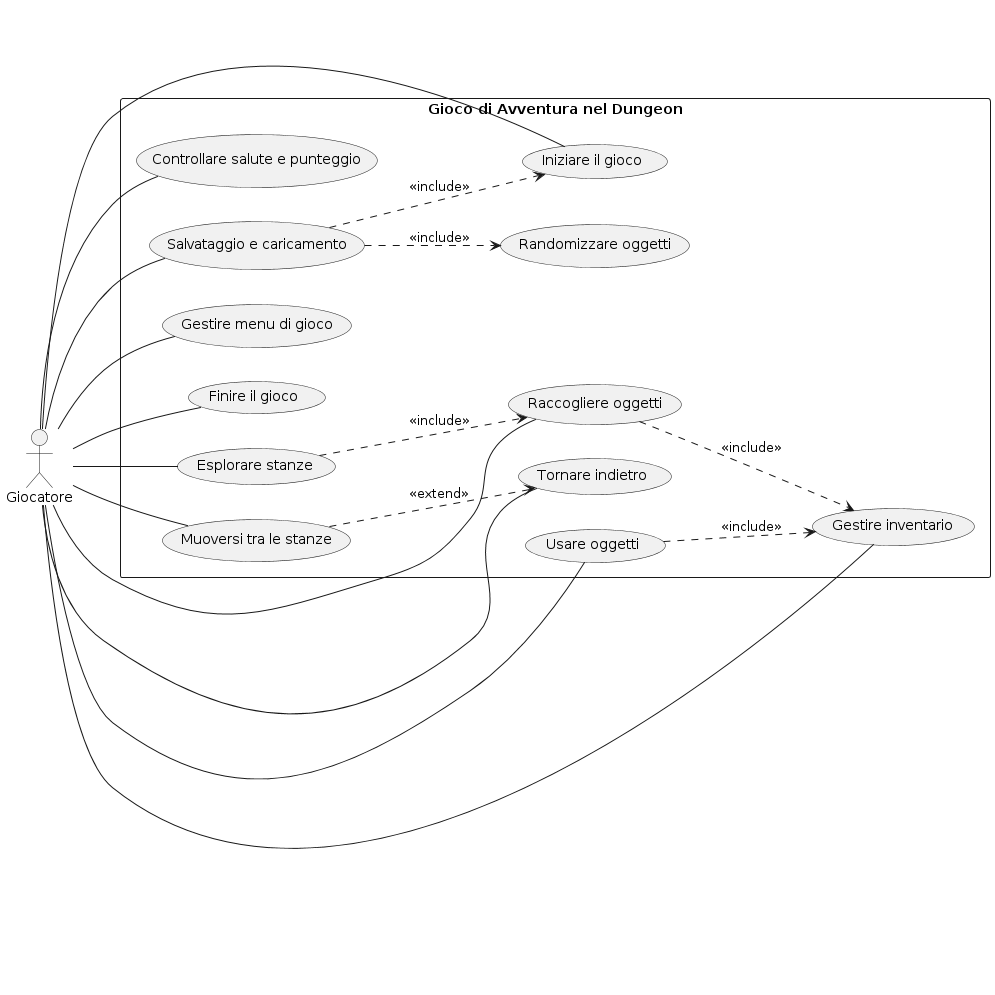 Gioco di Avventura nel Dungeon
Controllare salute e punteggio
Iniziare il gioco
«include»
Salvataggio e caricamento
«include»
Randomizzare oggetti
Gestire menu di gioco
Finire il gioco
Raccogliere oggetti
«include»
«include»
Esplorare stanze
Tornare indietro
«extend»
Giocatore
Muoversi tra le stanze
Usare oggetti
«include»
Gestire inventario